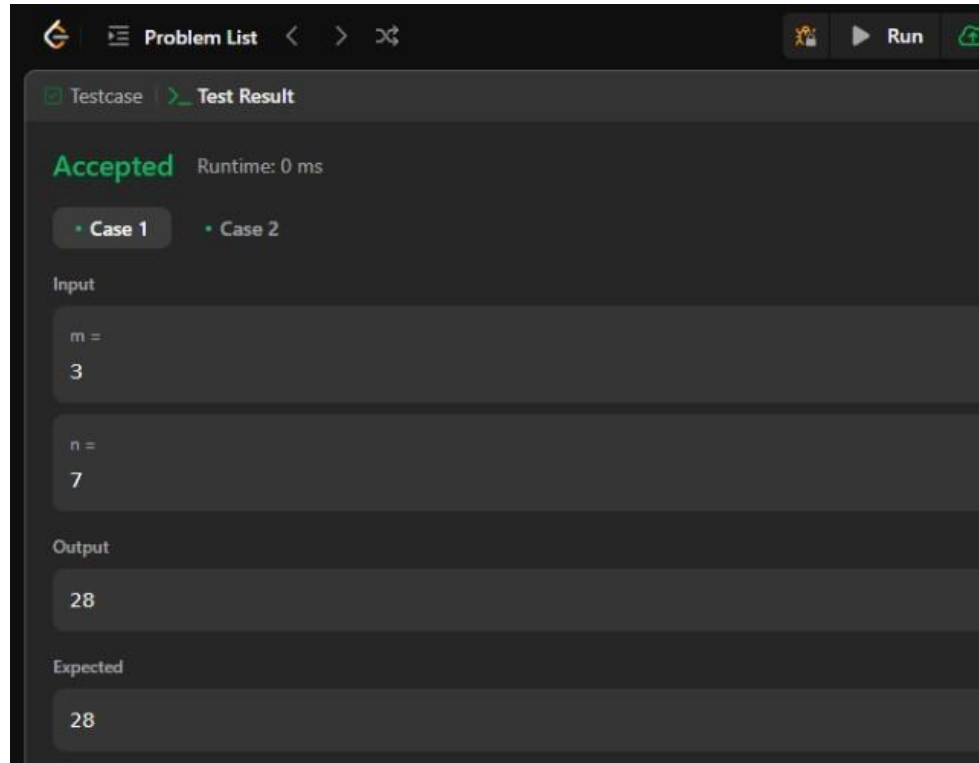 Problem List Run
Testcase Test Result
Accepted Runtime: 0 ms
Case 1 Case 2
Input
m =
3
n =
7
Output
28
Expected
28